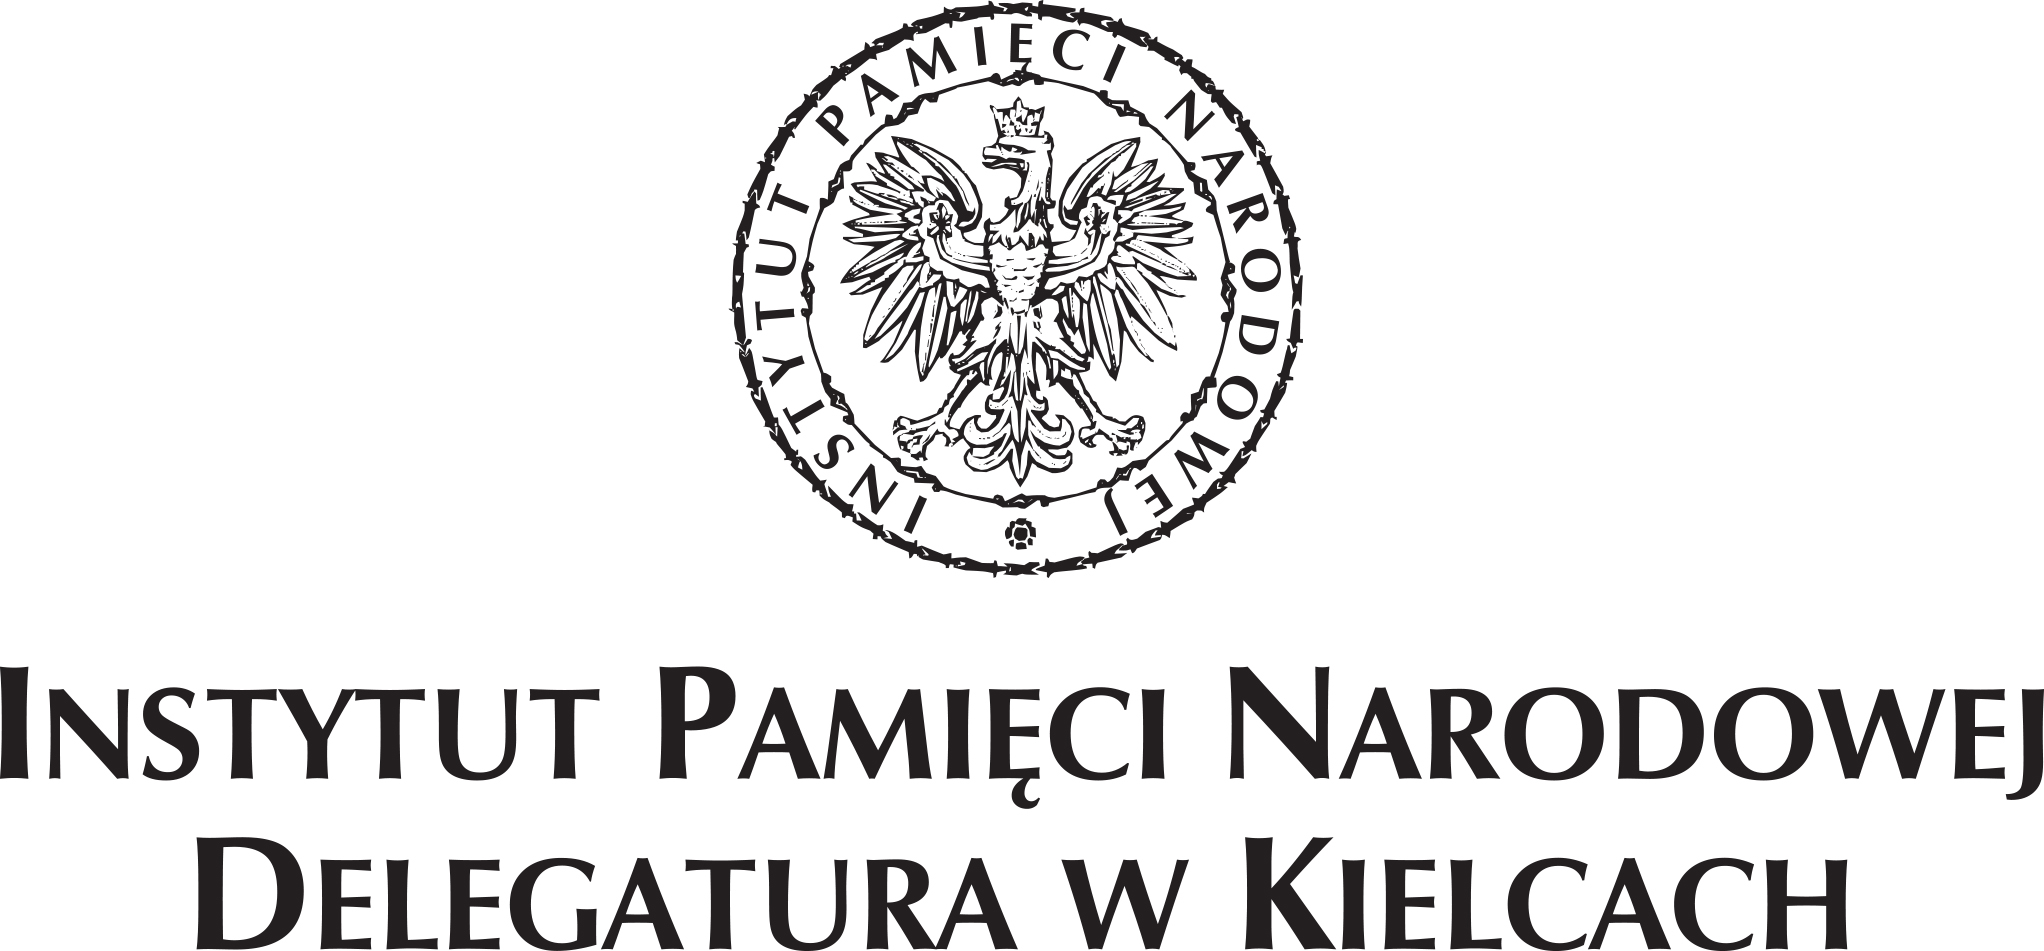 INSTYTUT PAMIĘCI NARODOWEJ
INSTYTUT PAMIĘCI NARODOWEJ
DELEGATURA W KIELCACH